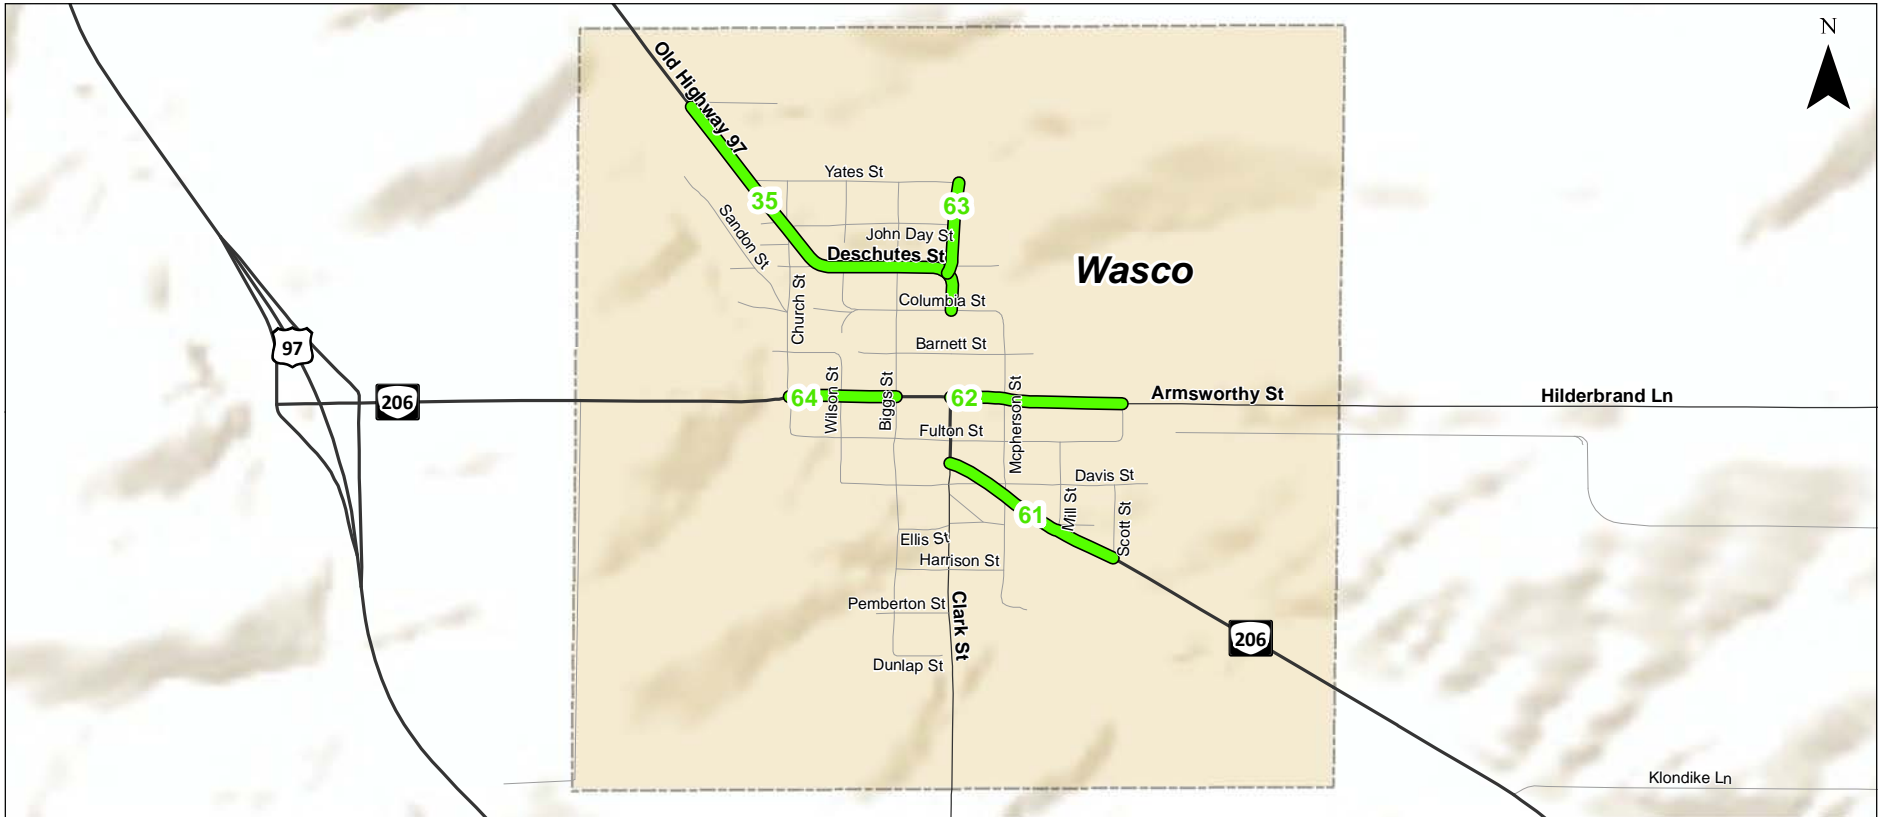 N
Old Highway 97
Yates St
35
63
Sandon St
John Day St
Deschutes St
Wasco
Church St
Columbia St
97
Barnett St
206
64
Wilson St
Biggs St
62
Mcpherson St
Armsworthy St
Hilderbrand Ln
Fulton St
Davis St
61
Mill St
Scott St
Ellis St
Harrison St
Pemberton St
Clark St
206
Dunlap St
Klondike Ln